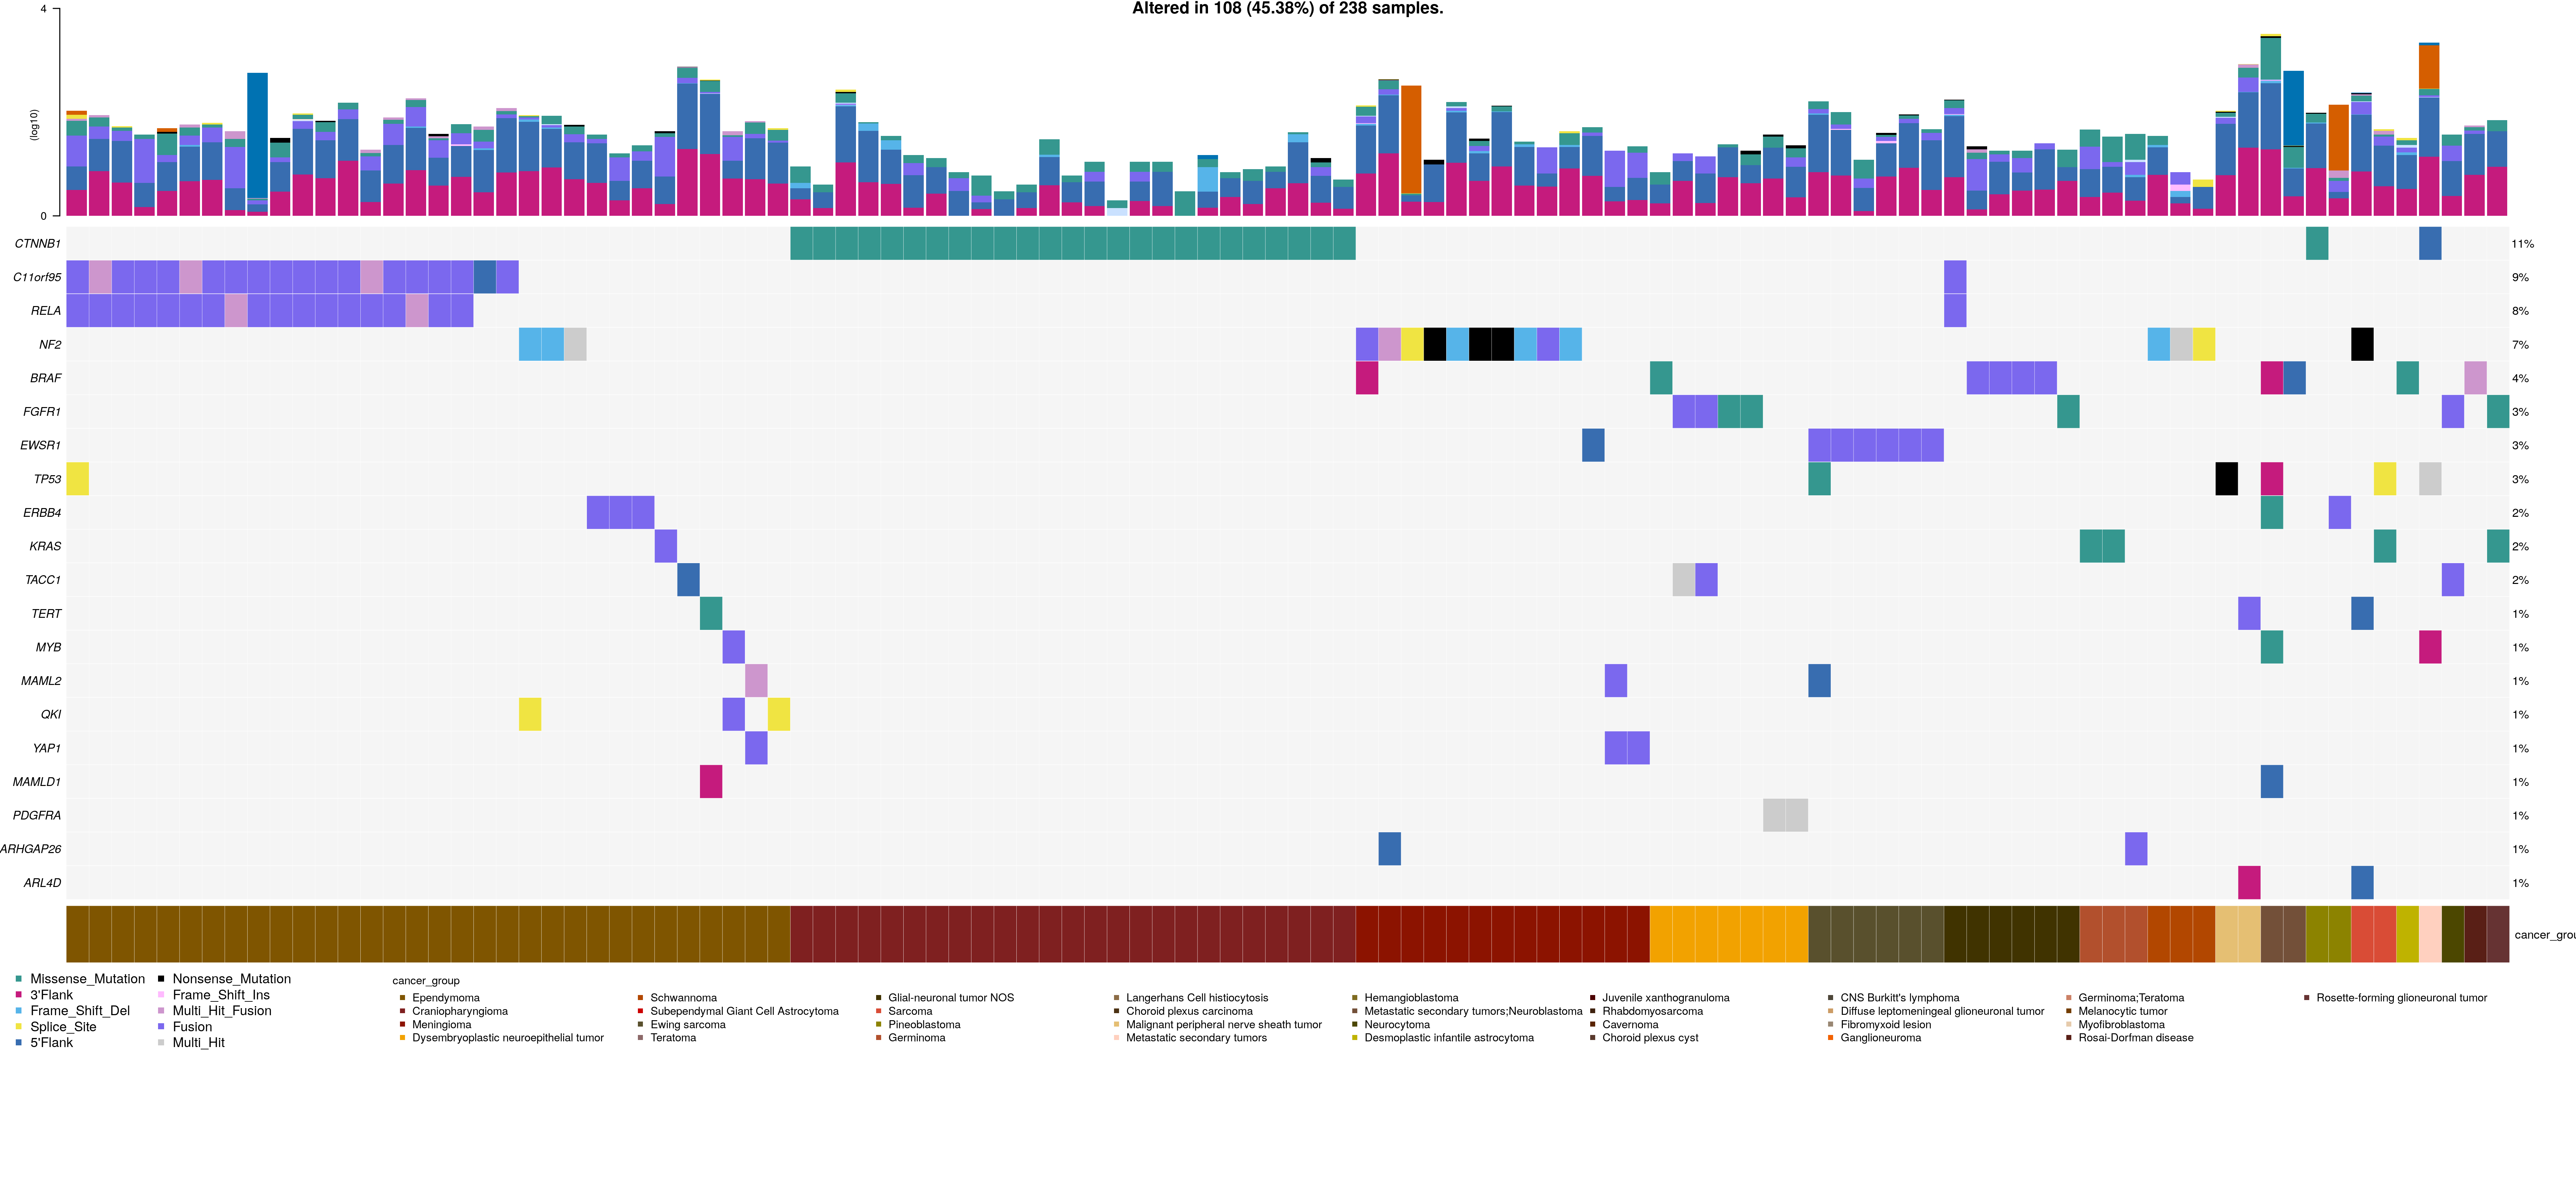 Altered in 108 (45.38%) of 238 samples.
4
(log10)
0
CTNNB1 11%
C11orf95 9%
RELA 8%
NF2 7%
BRAF 4%
FGFR1 3%
EWSR1 3%
TP53 3%
ERBB4 2%
KRAS 2%
TACC1 2%
TERT 1%
MYB 1%
MAML2 1%
QKI 1%
YAP1 1%
MAMLD1 1%
PDGFRA 1%
ARHGAP26 1%
ARL4D 1%
cancer_grou
Missense_Mutation Nonsense_Mutation
3'Flank Frame_Shift_Ins
Frame_Shift_Del Multi_Hit_Fusion
Splice_Site Fusion
5'Flank Multi_Hit
cancer_group
Ependymoma Schwannoma Glial-neuronal tumor NOS Langerhans Cell histiocytosis Hemangioblastoma Juvenile xanthogranuloma CNS Burkitt's lymphoma Germinoma;Teratoma Rosette-forming glioneuronal tumor
Craniopharyngioma Subependymal Giant Cell Astrocytoma Sarcoma Choroid plexus carcinoma Metastatic secondary tumors;Neuroblastoma Rhabdomyosarcoma Diffuse leptomeningeal glioneuronal tumor Melanocytic tumor
Meningioma Ewing sarcoma Pineoblastoma Malignant peripheral nerve sheath tumor Neurocytoma Cavernoma Fibromyxoid lesion Myofibroblastoma
Dysembryoplastic neuroepithelial tumor Teratoma Germinoma Metastatic secondary tumors Desmoplastic infantile astrocytoma Choroid plexus cyst Ganglioneuroma Rosai-Dorfman disease